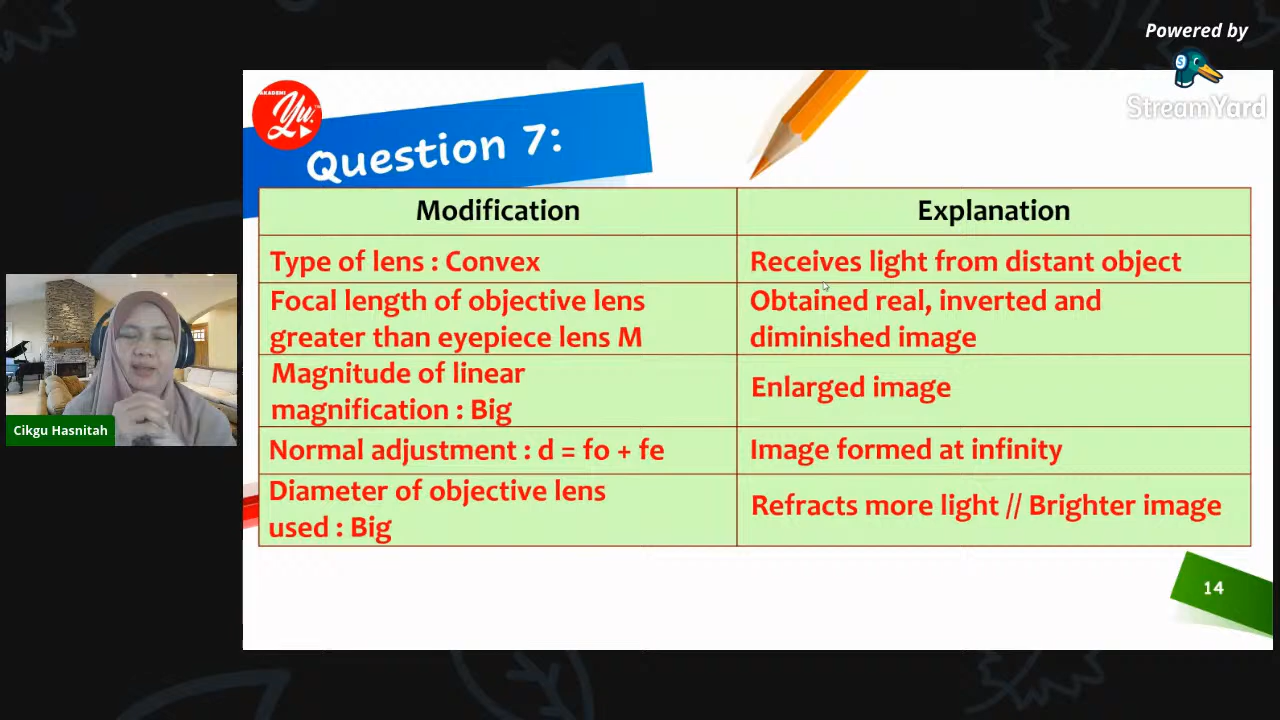 Powered by
S
StreamYard
AKADEMI
Yu.
Question 7:
Modification
Explanation
Type of lens : Convex
Receives light from distant object
Focal length of objective lens
greater than eyepiece lens M
Obtained real, inverted and
diminished image
Magnitude of linear
magnification : Big
Enlarged image
Normal adjustment : d = fo + fe
Image formed at infinity
Diameter of objective lens
used : Big
Refracts more light // Brighter image
14
Cikgu Hasnitah